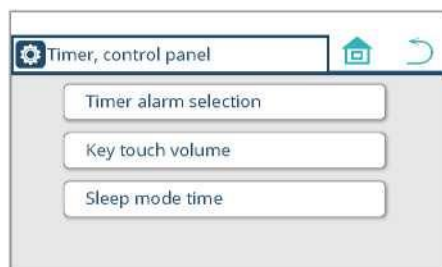 Timer, control panel
Timer alarm selection
Key touch volume
Sleep mode time